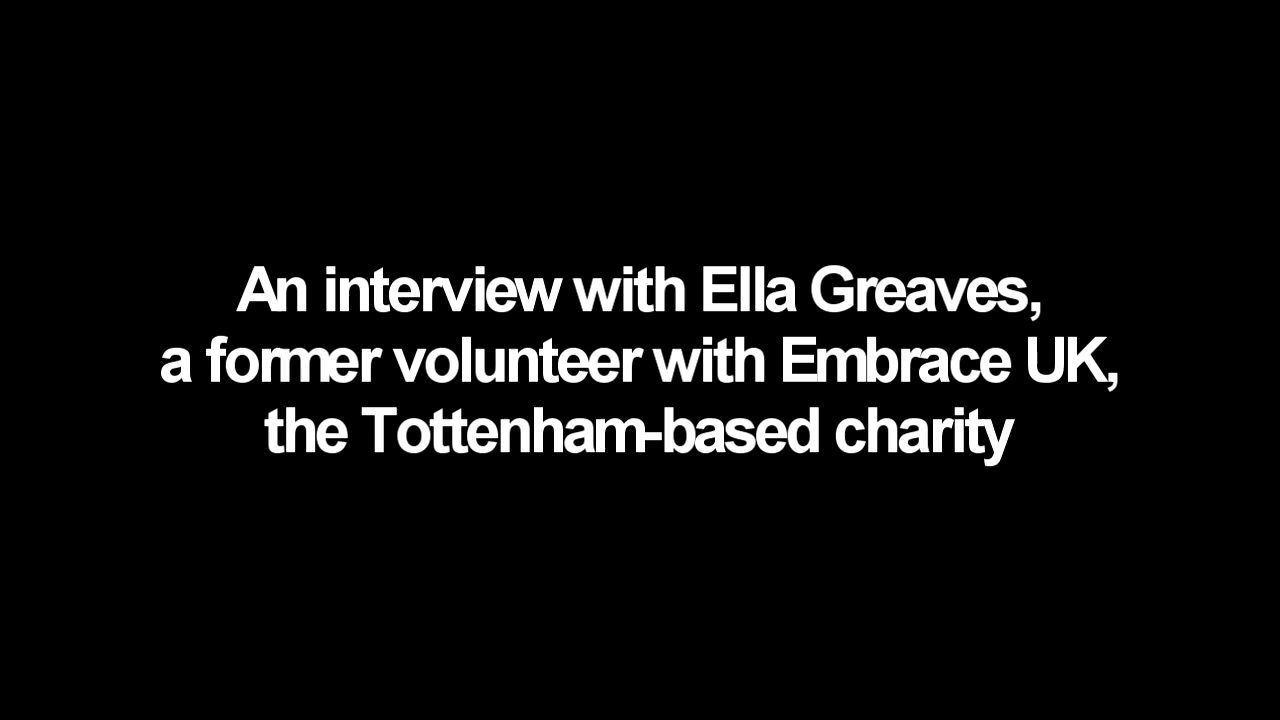 An interview with Ella Greaves,
a former volunteer with Embrace UK,
the Tottenham-based charity